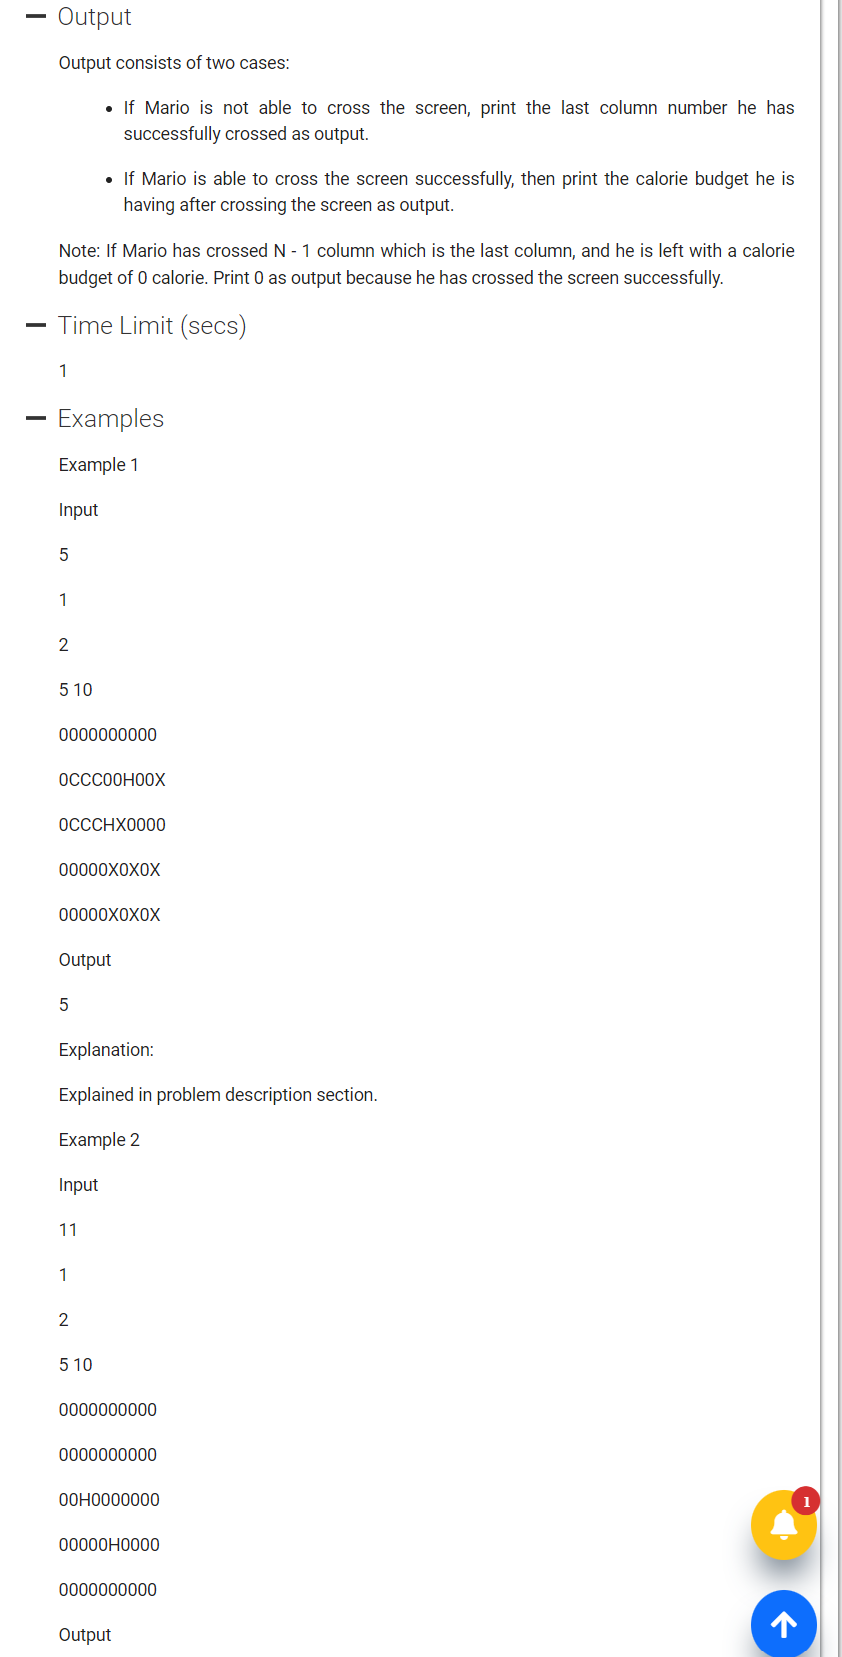 Output
Output consists of two cases:
If Mario is not able to cross the screen, print the last column number he has
successfully crossed as output.
If Mario is able to cross the screen successfully, then print the calorie budget he is
having after crossing the screen as output.
Note: If Mario has crossed N - 1 column which is the last column, and he is left with a calorie
budget of 0 calorie. Print 0 as output because he has crossed the screen successfully.
Time Limit (secs)
1
Examples
Example 1
Input
5
1
2
5 10
0000000000
0CCC00H00X
0CCCHX0000
00000X0X0X
00000X0X0X
Output
5
Explanation:
Explained in problem description section.
Example 2
Input
11
1
2
5 10
0000000000
0000000000
00H0000000
00000H0000
0000000000
Output
1